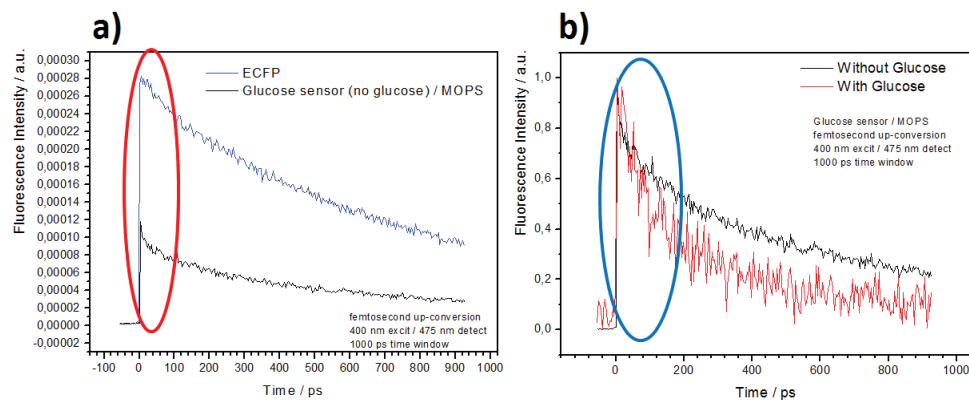 a)
Fluorescence Intensity / a.u.
0,00030
0,00028
0,00026
0,00024
0,00022
0,00020
0,00018
0,00016
0,00014
0,00012
0,00010
0,00008
0,00006
0,00004
0,00002
0,00000
-0,00002
ECFP
Glucose sensor (no glucose) / MOPS
femtosecond up-conversion
400 nm excit / 475 nm detect
1000 ps time window
-100 0 100 200 300 400 500 600 700 800 900 1000
Time / ps
b)
Fluorescence Intensity / a.u.
1,0
0,8
0,6
0,4
0,2
0,0
Without Glucose
With Glucose
Glucose sensor / MOPS
femtosecond up-conversion
400 nm excit / 475 nm detect
1000 ps time window
0 200 400 600 800 1000
Time / ps